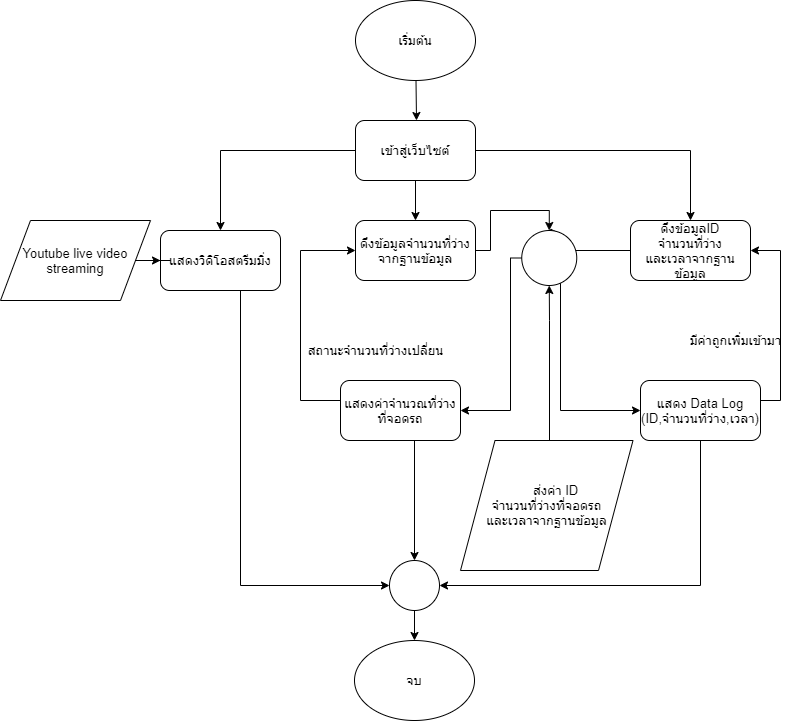 เริ่มต้น
เข้าสู่เว็บไซต์
ดึงข้อมูลจำนวนที่ว่าง
จากฐานข้อมูล
ดึงข้อมูลID
จำนวนที่ว่าง
และเวลาจากฐาน
ข้อมูล
Youtube live video
streaming
แสดงวิดิโอสตรีมมิ่ง
สถานะจำนวนที่ว่างเปลี่ยน
มีค่าถูกเพิ่มเข้ามา
แสดงค่าจำนวณที่ว่าง
ที่จอดรถ
แสดง Data Log
(ID,จำนวนที่ว่าง,เวลา)
ส่งค่า ID
จำนวนที่ว่างที่จอดรถ
และเวลาจากฐานข้อมูล
จบ